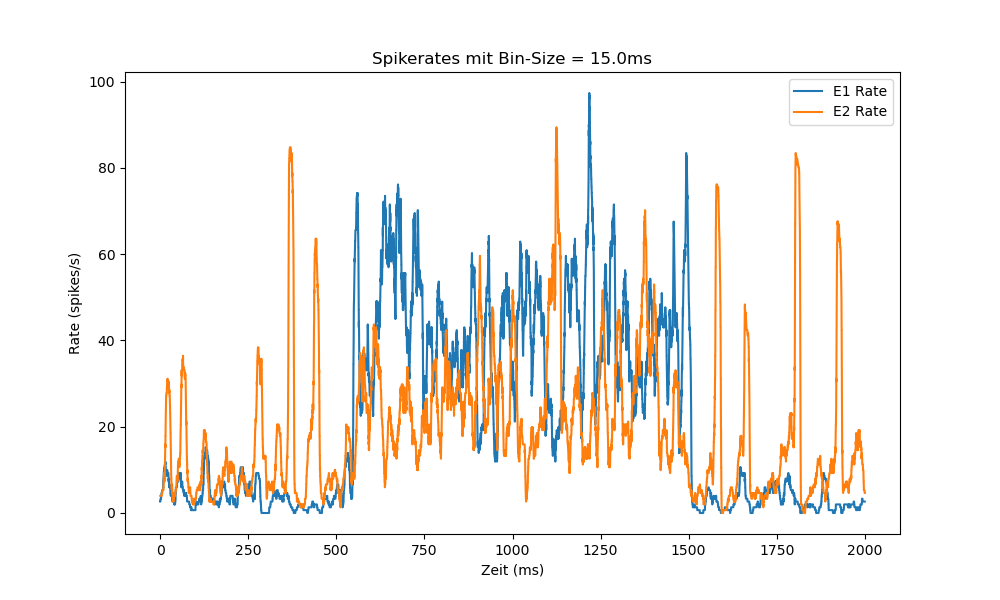 Spikerates mit Bin-Size = 15.0ms
E1 Rate
E2 Rate
Rate (spikes/s)
100
80
60
40
20
0
0 250 500 750 1000 1250 1500 1750 2000
Zeit (ms)